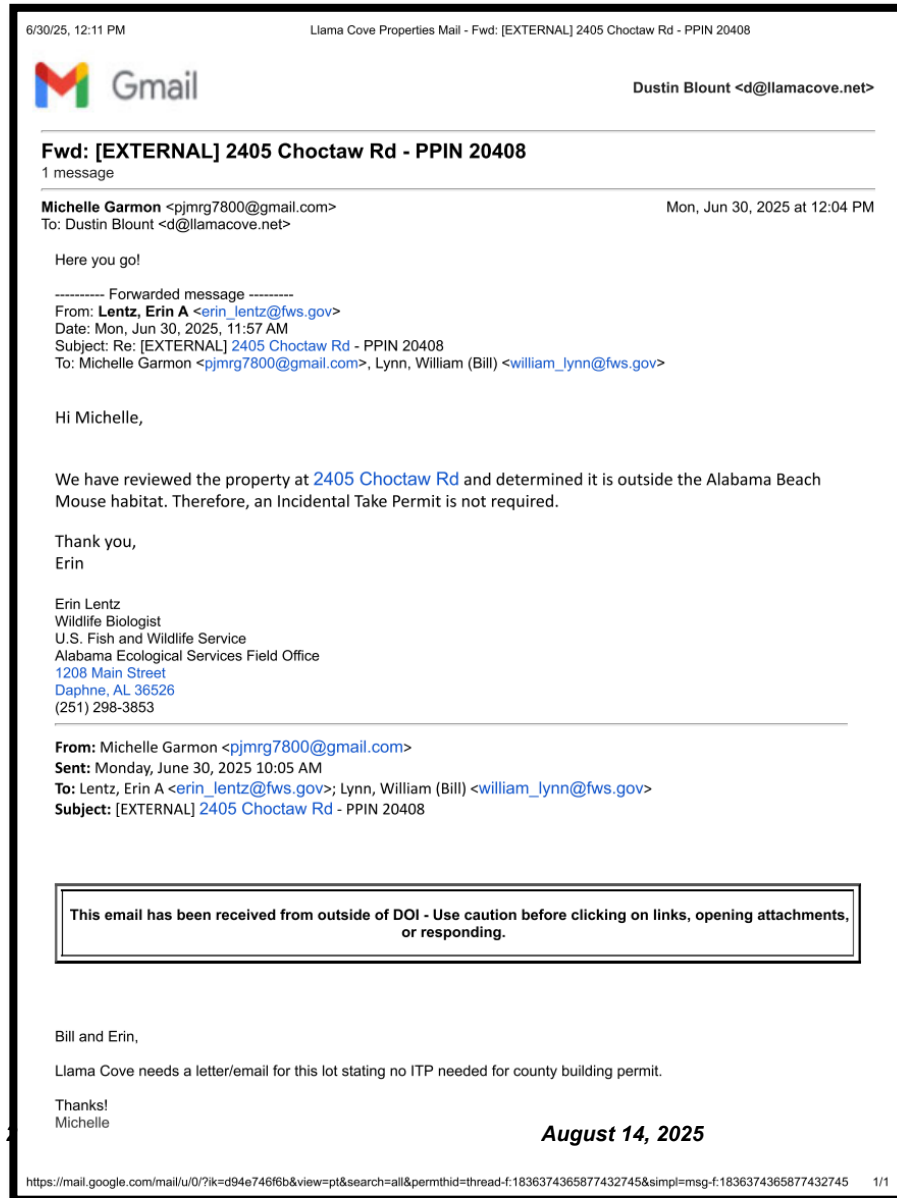 6/30/25, 12:11 PM Llama Cove Properties Mail - Fwd: [EXTERNAL] 2405 Choctaw Rd - PPIN 20408
Gmail
Dustin Blount <d@llamacove.net>
Fwd: [EXTERNAL] 2405 Choctaw Rd - PPIN 20408
1 message
Michelle Garmon <pjmrg7800@gmail.com> Mon, Jun 30, 2025 at 12:04 PM
To: Dustin Blount <d@llamacove.net>
Here you go!
---------- Forwarded message ---------
From: Lentz, Erin A <erin_lentz@fws.gov>
Date: Mon, Jun 30, 2025, 11:57 AM
Subject: Re: [EXTERNAL] 2405 Choctaw Rd - PPIN 20408
To: Michelle Garmon <pjmrg7800@gmail.com>, Lynn, William (Bill) <william_lynn@fws.gov>
Hi Michelle,
We have reviewed the property at 2405 Choctaw Rd and determined it is outside the Alabama Beach
Mouse habitat. Therefore, an Incidental Take Permit is not required.
Thank you,
Erin
Erin Lentz
Wildlife Biologist
U.S. Fish and Wildlife Service
Alabama Ecological Services Field Office
1208 Main Street
Daphne, AL 36526
(251) 298-3853
From: Michelle Garmon <pjmrg7800@gmail.com>
Sent: Monday, June 30, 2025 10:05 AM
To: Lentz, Erin A <erin_lentz@fws.gov>; Lynn, William (Bill) <william_lynn@fws.gov>
Subject: [EXTERNAL] 2405 Choctaw Rd - PPIN 20408
This email has been received from outside of DOI - Use caution before clicking on links, opening attachments,
or responding.
Bill and Erin,
Llama Cove needs a letter/email for this lot stating no ITP needed for county building permit.
Thanks!
Michelle
August 14, 2025
https://mail.google.com/mail/u/0/?ik=d94e746f6b&view=pt&search=all&permthid=thread-f:1836374365877432745&simpl=msg-f:1836374365877432745 1/1